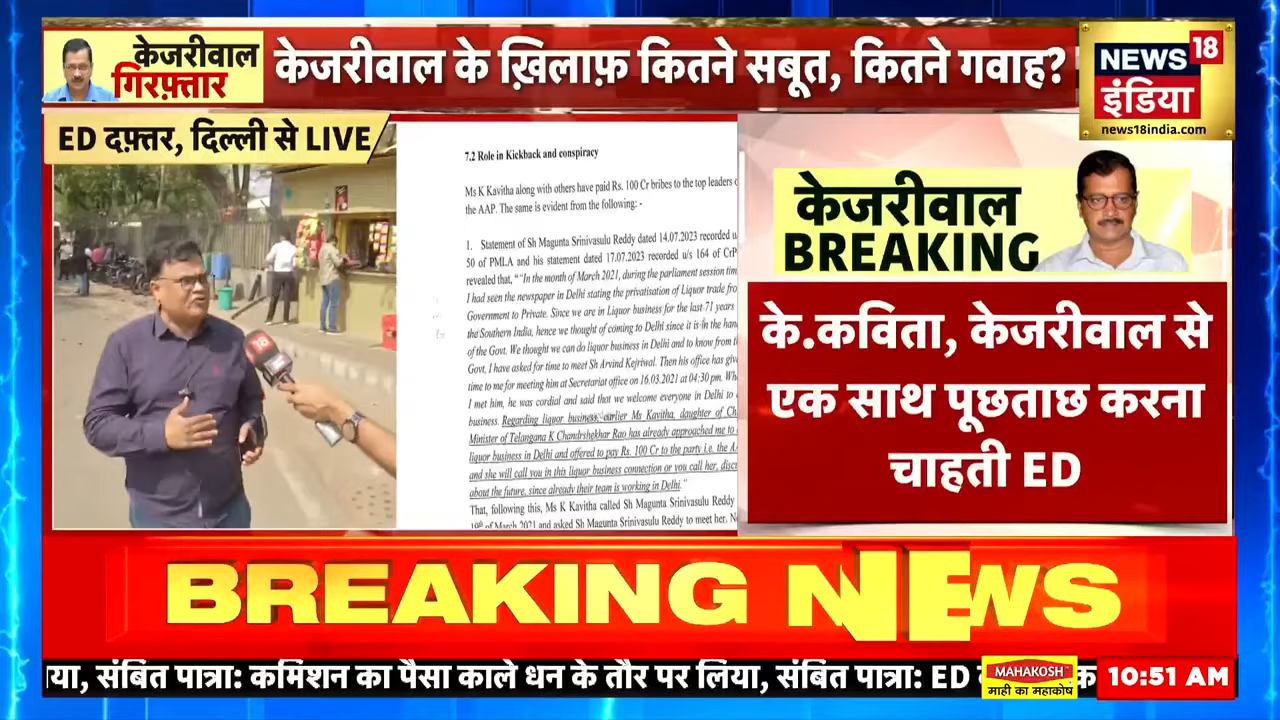 केजरीवाल
गिरफ़्तार
केजरीवाल के ख़िलाफ़ कितने सबूत, कितने गवाह?
NEWS 18
इंडिया
news18india.com
ED दफ़्तर, दिल्ली से LIVE
18
7.2 Role in Kickback and conspiracy
Ms K Kavitha along with others have paid Rs. 100 Cr bribes to the top leaders
the AAP. The same is evident from the following: -
1. Statement of Sh Magunta Srinivasulu Reddy dated 14.07.2023 recorded
50 of PMLA and his statement dated 17.07.2023 recorded u/s 164 of
revealed that, "“In the month of March 2021, during the parliament session
I had seen the newspaper in Delhi stating the privatisation of Liquor trade
Government to Private. Since we are in Liquor business for the last 71 years
the Southern India, hence we thought of coming to Delhi since it is in the
of the Govt. We thought we can do liquor business in Delhi and to know from
Govt, I have asked for time to meet Sh Arvind Kejriwal. Then his office has
time to me for meeting him at Secretariat office on 16.03.2021 at 04:30 pm.
I met him, he was cordial and said that we welcome everyone in Delhi to
business. Regarding liquor business, earlier Ms Kavitha, daughter of
Minister of Telangana K Chandrshekhar Rao has already approached me to
liquor business in Delhi and offered to pay Rs. 100 Cr to the party i.e. the
and she will call you in this liquor business connection or you call her,
about the future, since already their team is working in Delhi."
That, following this, Ms K Kavitha called Sh Magunta Srinivasulu Reddy
19th of March 2021 and asked Sh Magunta Srinivasulu Reddy to meet her.
केजरीवाल
BREAKING
के.कविता, केजरीवाल से
एक साथ पूछताछ करना
चाहती ED
BREAKING NEWS
या, संबित पात्रा: कमिशन का पैसा काले धन के तौर पर लिया, संबित पात्रा: ED
MAHAKOSH
माही का महाकोष
10:51 AM